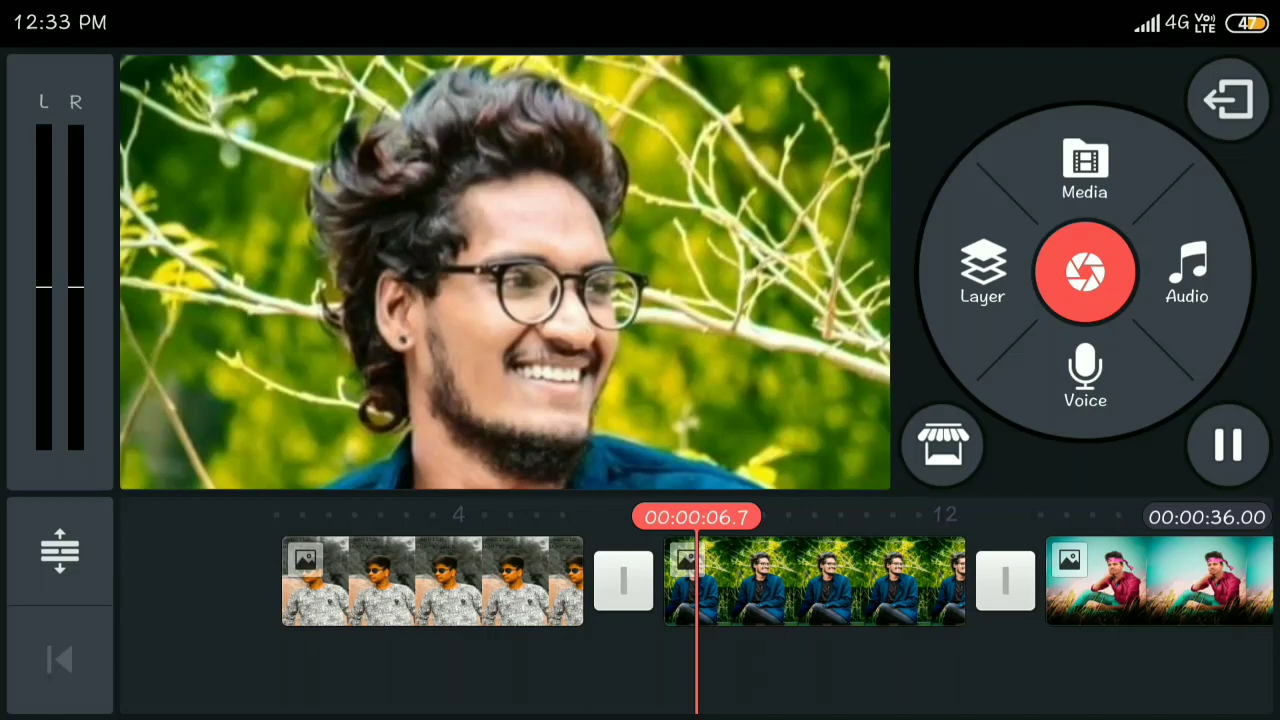 12:33 PM
4G Vo)) LTE 47
L R
Media
Layer
Audio
Voice
4
00:00:06.7
12
00:00:36.00